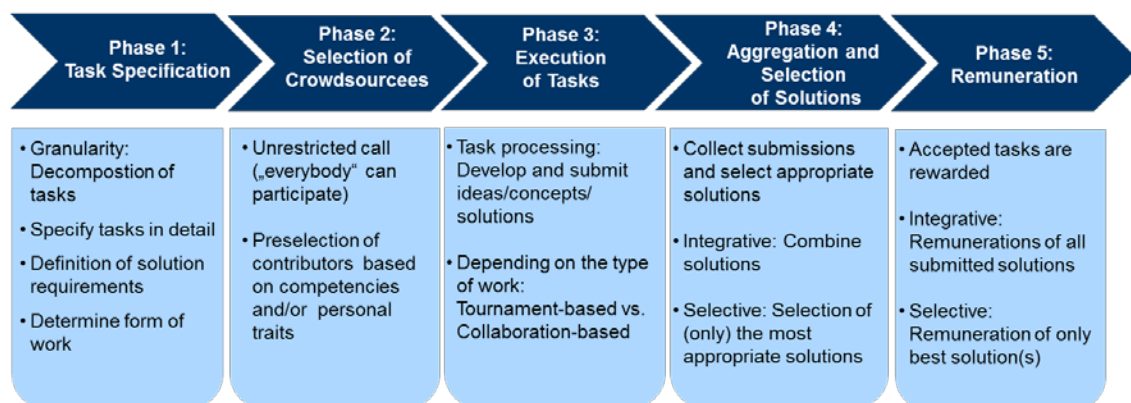 Phase 1:
Task Specification
Phase 2:
Selection of
Crowdsourcees
Phase 3:
Execution
of Tasks
Phase 4:
Aggregation and
Selection
of Solutions
Phase 5:
Remuneration
• Granularity:
Decompostion of
tasks
• Specify tasks in detail
• Definition of solution
requirements
• Determine form of
work
• Unrestricted call
(„everybody“ can
participate)
• Preselection of
contributors based
on competencies
and/or personal
traits
• Task processing:
Develop and submit
ideas/concepts/
solutions
• Depending on the type
of work:
Tournament-based vs.
Collaboration-based
• Collect submissions
and select appropriate
solutions
• Integrative: Combine
solutions
• Selective: Selection of
(only) the most
appropriate solutions
• Accepted tasks are
rewarded
• Integrative:
Remunerations of all
submitted solutions
• Selective:
Remuneration of only
best solution(s)